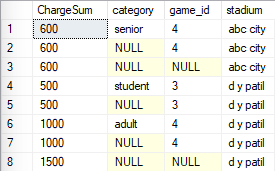 ChargeSum category game_id stadium
1 600 senior 4 abc city
2 600 NULL 4 abc city
3 600 NULL NULL abc city
4 500 student 3 d y patil
5 500 NULL 3 d y patil
6 1000 adult 4 d y patil
7 1000 NULL 4 d y patil
8 1500 NULL NULL d y patil